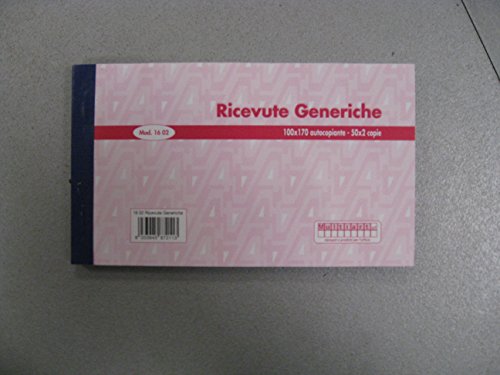 Ricevute Generiche
Mod. 16 02
100x170 autocopiante - 50x2 copie
16 02 Ricevute Generiche